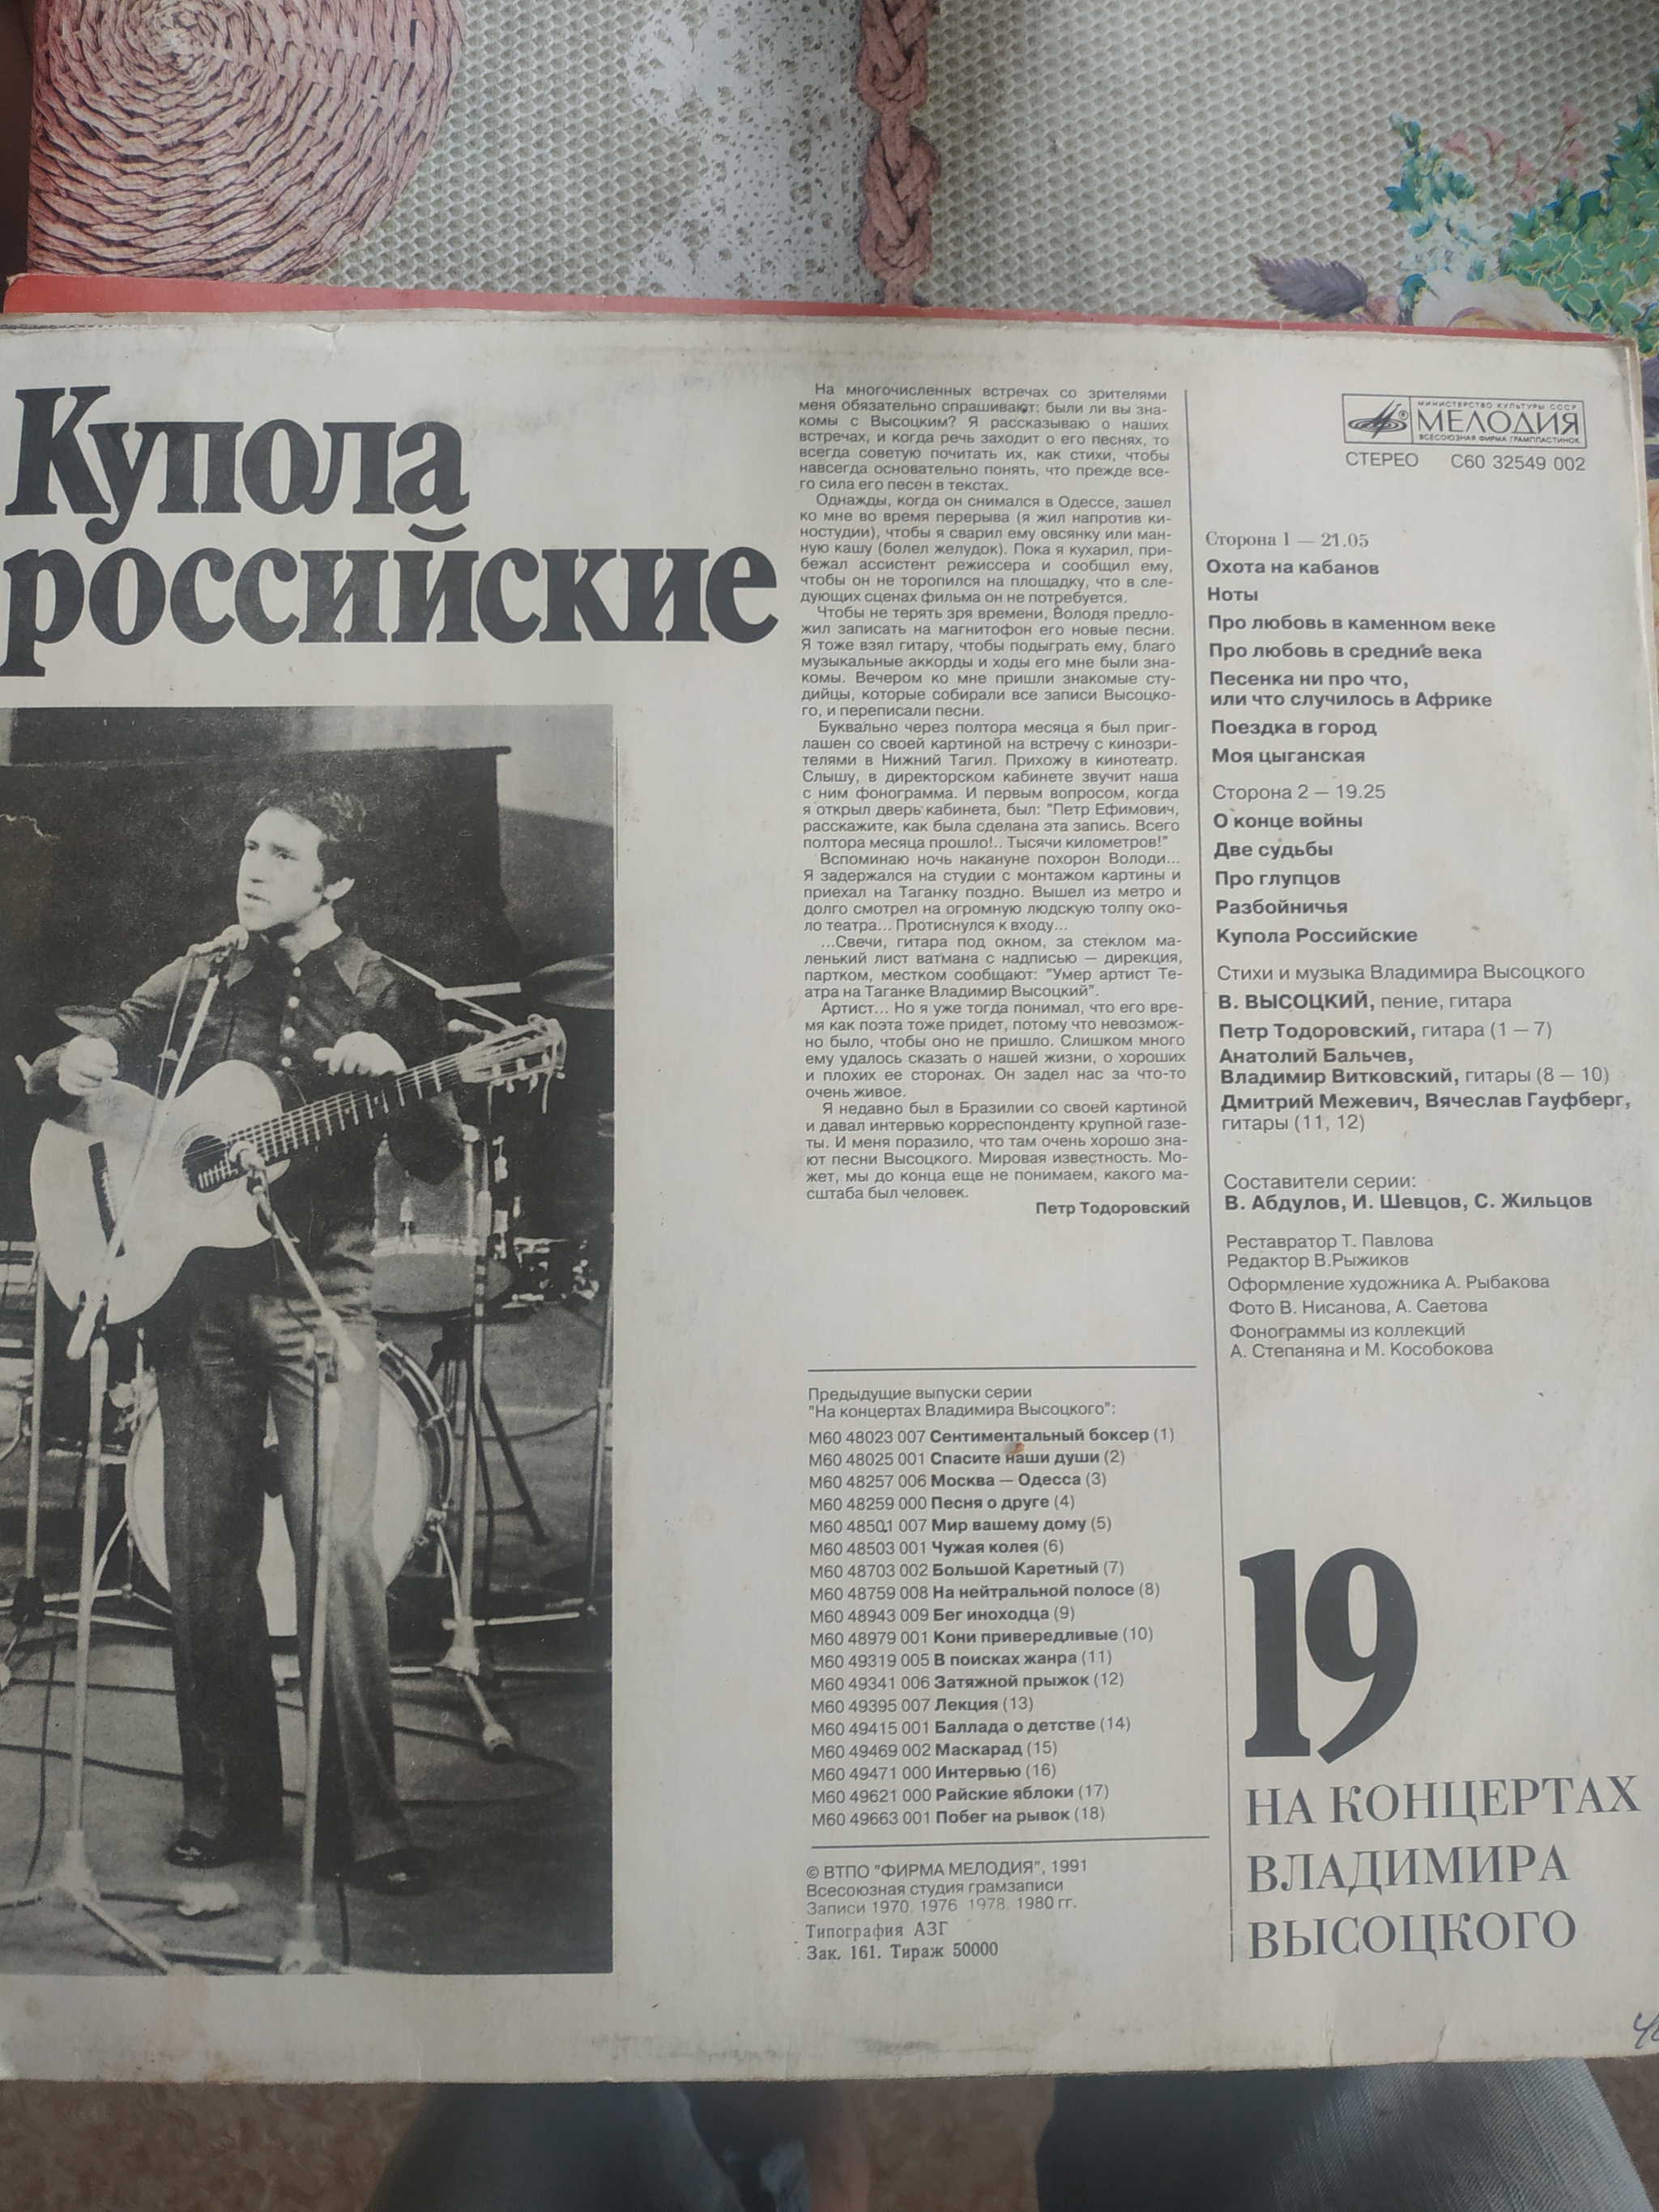 Купола
российские
На многочисленных встречах со зрителями
меня обязательно спрашивают: были ли вы зна-
комы с Высоцким? Я рассказываю о наших
встречах, и когда речь заходит о его песнях, то
всегда советую почитать их, как стихи, чтобы
навсегда основательно понять, что прежде все-
го сила его песен в текстах.
Однажды, когда он снимался в Одессе, зашел
ко мне во время перерыва (я жил напротив ки-
ностудии), чтобы я сварил ему овсянку или ман-
ную кашу (болел желудок). Пока я кухарил, при-
бежал ассистент режиссера и сообщил ему,
чтобы он не торопился на площадку, что в сле-
дующих сценах фильма он не потребуется.
Чтобы не терять зря времени, Володя предло-
жил записать на магнитофон его новые песни.
Я тоже взял гитару, чтобы подыграть ему, благо
музыкальные аккорды и ходы его мне были зна-
комы. Вечером ко мне пришли знакомые сту-
дийцы, которые собирали все записи Высоцко-
го, и переписали песни.
Буквально через полтора месяца я был приг-
лашен со своей картиной на встречу с кинозри-
телями в Нижний Тагил. Прихожу в кинотеатр.
Слышу, в директорском кабинете звучит наша
с ним фонограмма. И первым вопросом, когда
я открыл дверь кабинета, был: "Петр Ефимович,
расскажите, как была сделана эта запись. Всего
полтора месяца прошло!.. Тысячи километров!"
Вспоминаю ночь накануне похорон Володи...
Я задержался на студии с монтажом картины и
приехал на Таганку поздно. Вышел из метро и
долго смотрел на огромную людскую толпу око-
ло театра... Протиснулся к входу...
...Свечи, гитара под окном, за стеклом ма-
ленький лист ватмана с надписью — дирекция,
партком, местком сообщают: "Умер артист Те-
атра на Таганке Владимир Высоцкий".
Артист... Но я уже тогда понимал, что его вре-
мя как поэта тоже придет, потому что невозмож-
но было, чтобы оно не пришло. Слишком много
ему удалось сказать о нашей жизни, о хороших
и плохих ее сторонах. Он задел нас за что-то
очень живое.
Я недавно был в Бразилии со своей картиной
и давал интервью корреспонденту крупной газе-
ты. И меня поразило, что там очень хорошо зна-
ют песни Высоцкого. Мировая известность. Мо-
жет, мы до конца еще не понимаем, какого ма-
сштаба был человек.
Петр Тодоровский
Предыдущие выпуски серии
"На концертах Владимира Высоцкого":
М60 48023 007 Сентиментальный боксер (1)
М60 48025 001 Спасите наши души (2)
М60 48257 006 Москва — Одесса (3)
М60 48259 000 Песня о друге (4)
М60 48501 007 Мир вашему дому (5)
М60 48503 001 Чужая колея (6)
М60 48703 002 Большой Каретный (7)
М60 48759 008 На нейтральной полосе (8)
М60 48943 009 Бег иноходца (9)
М60 48979 001 Кони привередливые (10)
М60 49319 005 В поисках жанра (11)
М60 49341 006 Затяжной прыжок (12)
М60 49395 007 Лекция (13)
М60 49415 001 Баллада о детстве (14)
М60 49469 002 Маскарад (15)
М60 49471 000 Интервью (16)
М60 49621 000 Райские яблоки (17)
М60 49663 001 Побег на рывок (18)
© ВТПО "ФИРМА МЕЛОДИЯ", 1991
Всесоюзная студия грамзаписи
Записи 1970, 1976, 1978, 1980 гг.
Типография АЗГ
Зак. 161. Тираж 50000
МИНИСТЕРСТВО КУЛЬТУРЫ СССР
МЕЛОДИЯ
ВСЕСОЮЗНАЯ ФИРМА ГРАМПЛАСТИНОК
СТЕРЕО С60 32549 002
Сторона 1 — 21.05
Охота на кабанов
Ноты
Про любовь в каменном веке
Про любовь в средние века
Песенка ни про что,
или что случилось в Африке
Поездка в город
Моя цыганская
Сторона 2 — 19.25
О конце войны
Две судьбы
Про глупцов
Разбойничья
Купола Российские
Стихи и музыка Владимира Высоцкого
В. ВЫСОЦКИЙ, пение, гитара
Петр Тодоровский, гитара (1 — 7)
Анатолий Бальчев,
Владимир Витковский, гитары (8 — 10)
Дмитрий Межевич, Вячеслав Гауфберг,
гитары (11, 12)
Составители серии:
В. Абдулов, И. Шевцов, С. Жильцов
Реставратор Т. Павлова
Редактор В.Рыжиков
Оформление художника А. Рыбакова
Фото В. Нисанова, А. Саетова
Фонограммы из коллекций
А. Степаняна и М. Кособокова
19
НА КОНЦЕРТАХ
ВЛАДИМИРА
ВЫСОЦКОГО